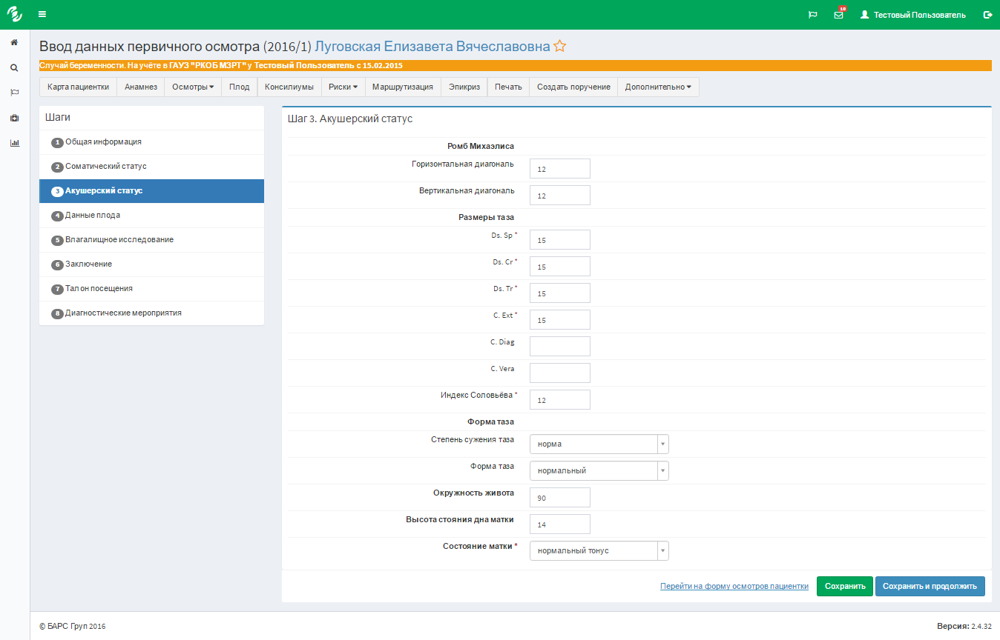 10
Тестовый Пользователь
Ввод данных первичного осмотра (2016/1) Луговская Елизавета Вячеславовна
Случай беременности. На учёте в ГАУЗ "РКОБ МЗРТ" у Тестовый Пользователь с 15.02.2015
Карта пациентки Анамнез Осмотры Плод Консилиумы Риски Маршрутизация Эпикриз Печать Создать поручение Дополнительно
Шаги
1 Общая информация
2 Соматический статус
3 Акушерский статус
4 Данные плода
5 Влагалищное исследование
6 Заключение
7 Талон посещения
8 Диагностические мероприятия
Шаг 3. Акушерский статус
Ромб Михаэлиса
Горизонтальная диагональ 12
Вертикальная диагональ 12
Размеры таза
Ds. Sp * 15
Ds. Cr * 15
Ds. Tr * 15
C. Ext * 15
C. Diag
C. Vera
Индекс Соловьёва * 12
Форма таза
Степень сужения таза норма
Форма таза нормальный
Окружность живота 90
Высота стояния дна матки 14
Состояние матки * нормальный тонус
Перейти на форму осмотров пациентки Сохранить Сохранить и продолжить
© БАРС Груп 2016 Версия: 2.4.32